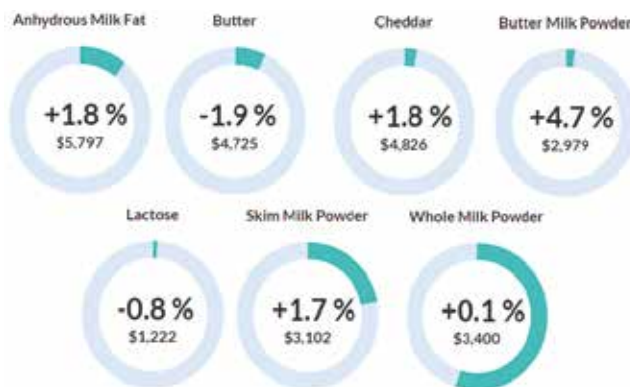 Anhydrous Milk Fat
+1.8 %
$5,797
Butter
-1.9 %
$4,725
Cheddar
+1.8 %
$4,826
Butter Milk Powder
+4.7 %
$2,979
Lactose
-0.8 %
$1,222
Skim Milk Powder
+1.7 %
$3,102
Whole Milk Powder
+0.1 %
$3,400